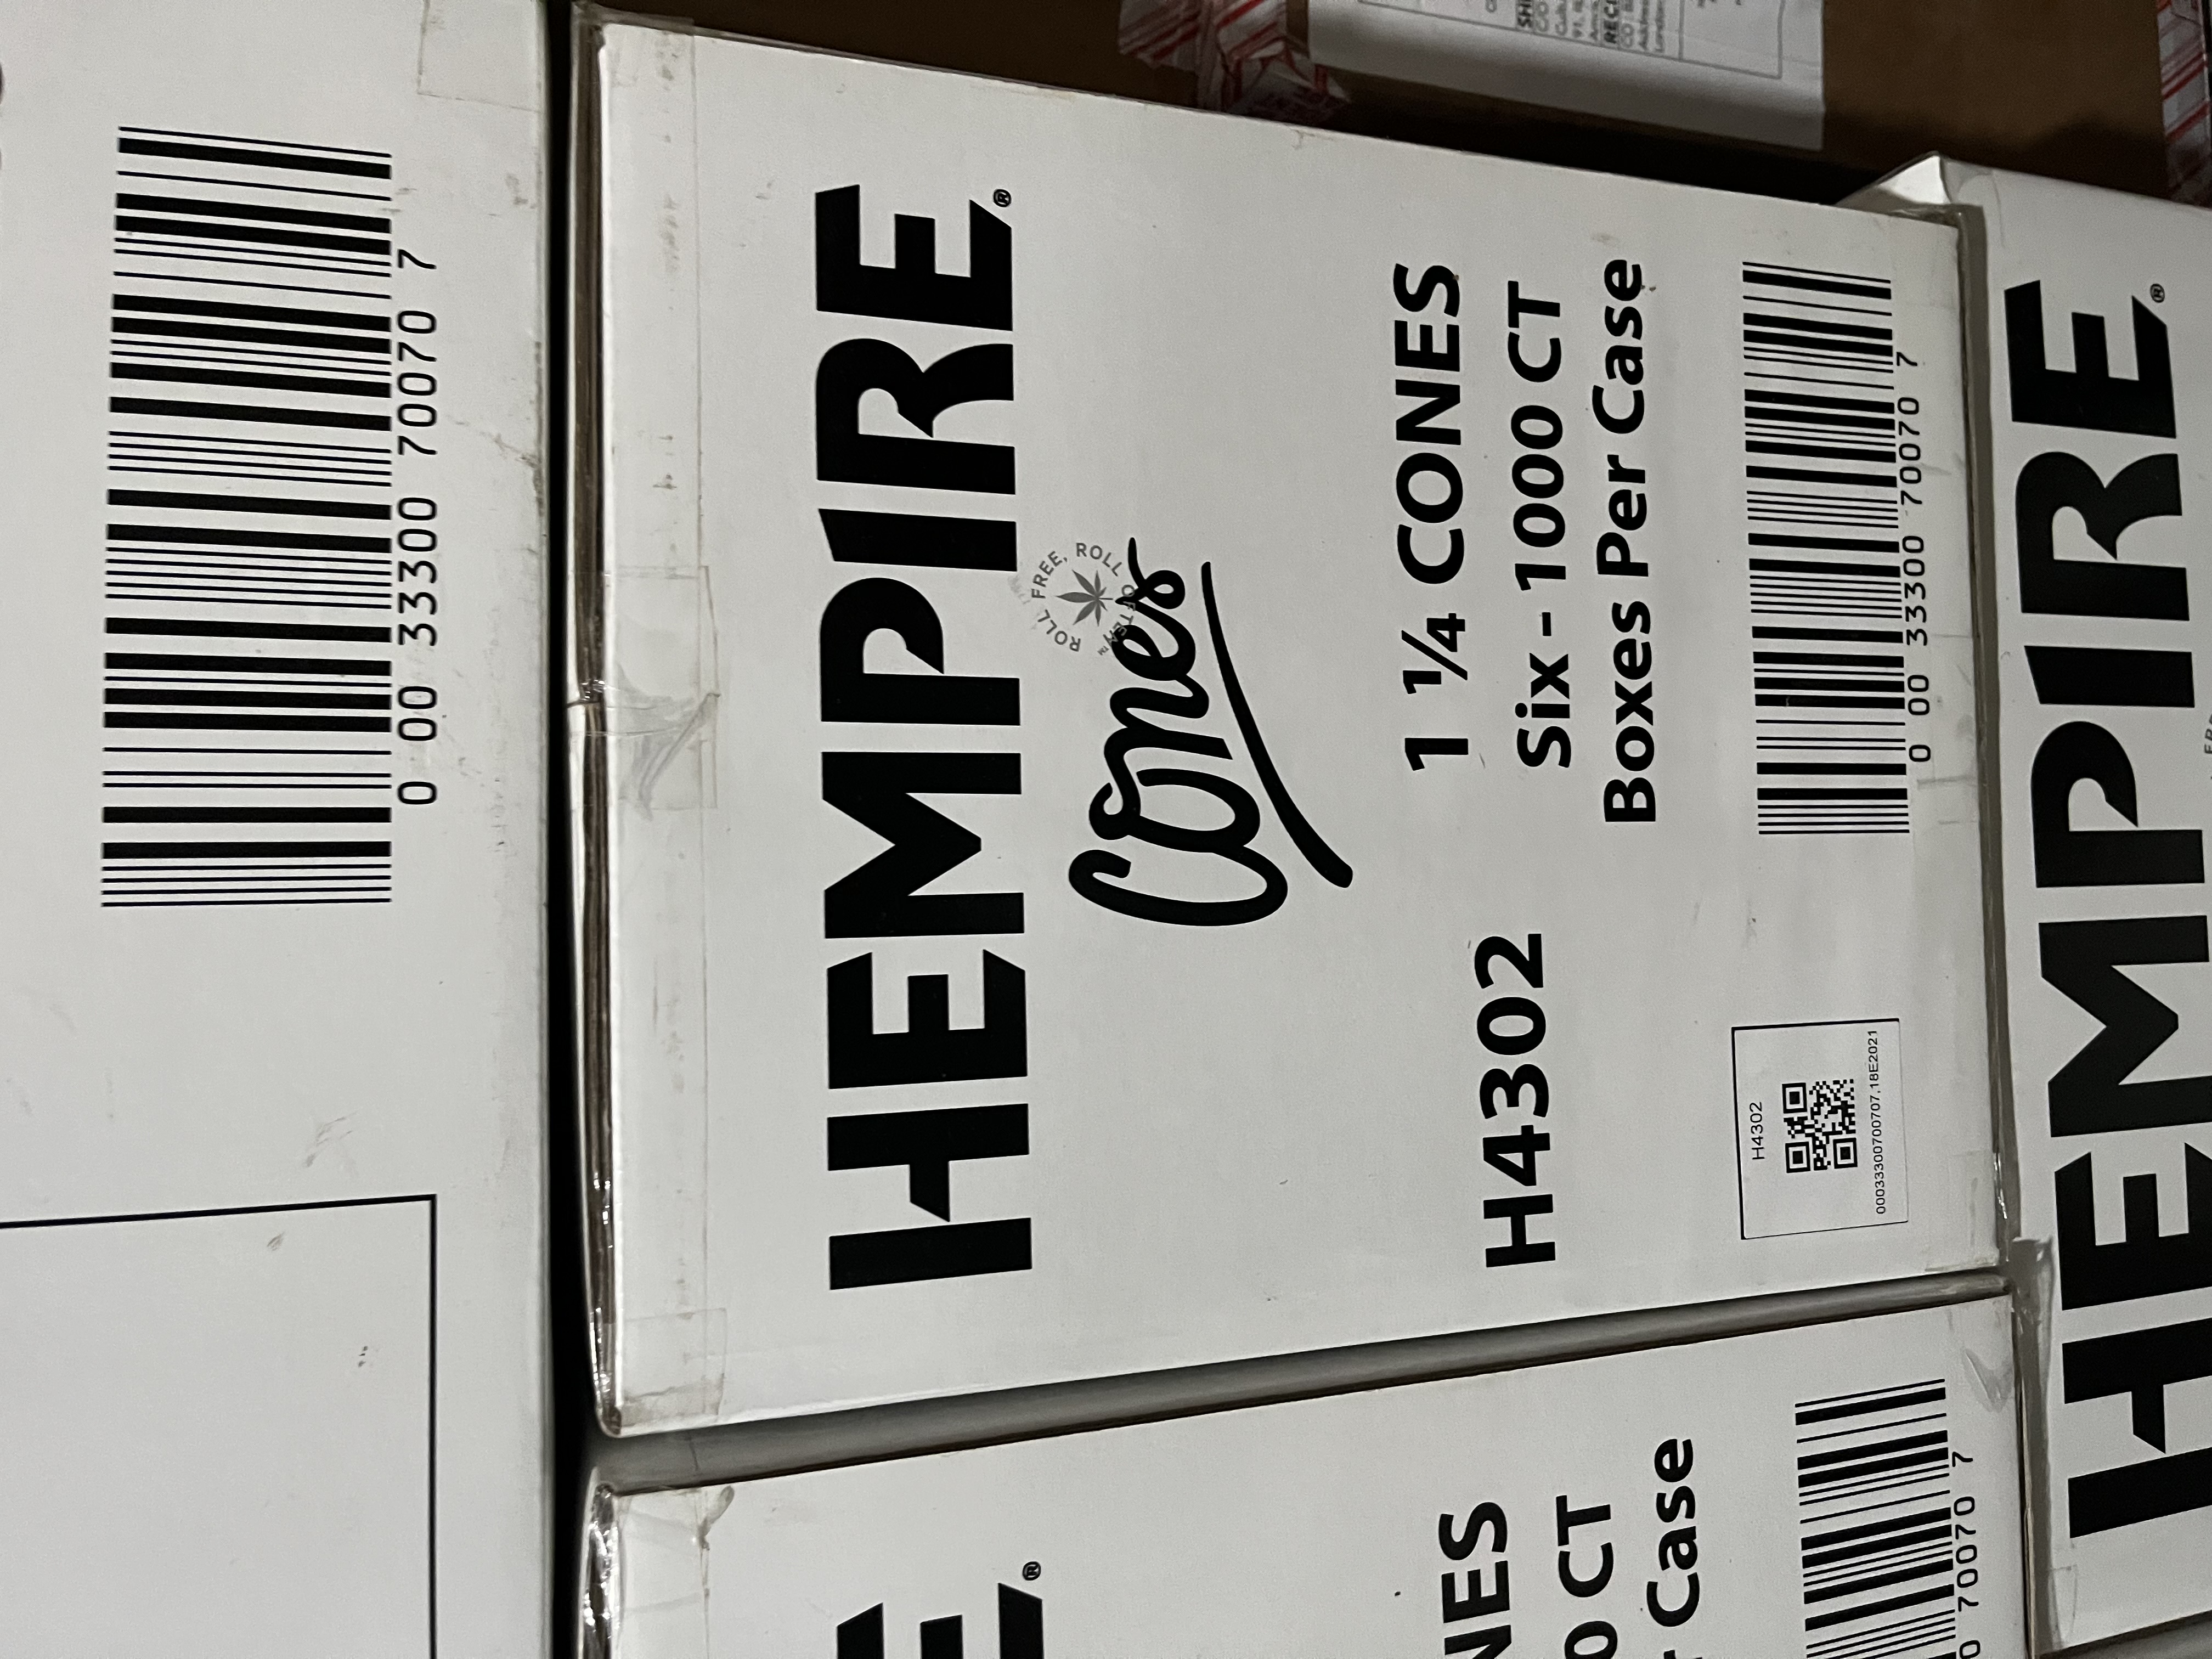 0 00 33300 70070 7
HEMPIRE®
ROLL FREE, ROLL OFTEN™
Cones
H4302
1 ¼ CONES
Six - 1000 CT
Boxes Per Case
H4302
00033300700707,18E2021
0 00 33300 70070 7
HEMPIRE®
E®
NES
0 CT
r Case
0 70070 7